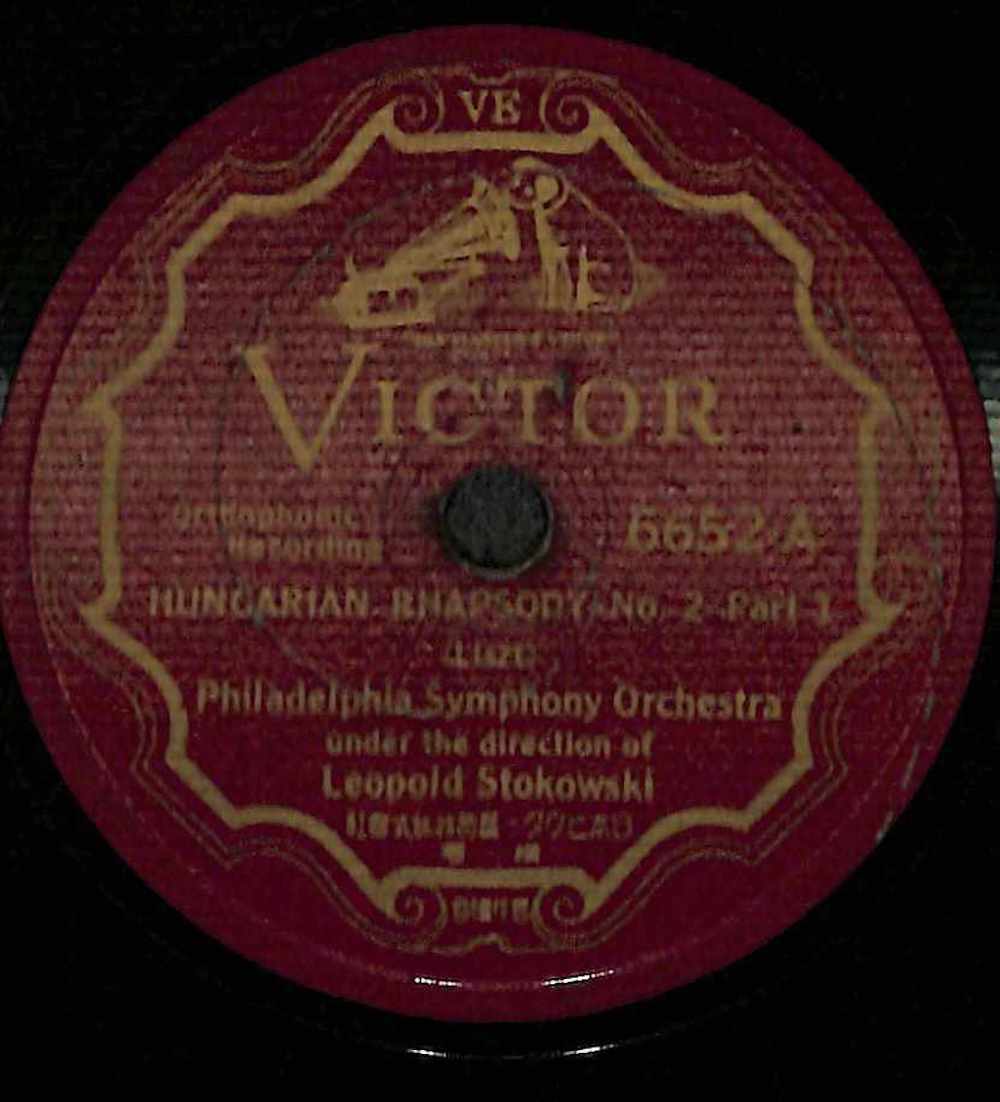 VE
VICTOR
Orthophonic
Recording
6652-A
HUNGARIAN RHAPSODY No. 2-Part 1
(Liszt)
Philadelphia Symphony Orchestra
under the direction of
Leopold Stokowski